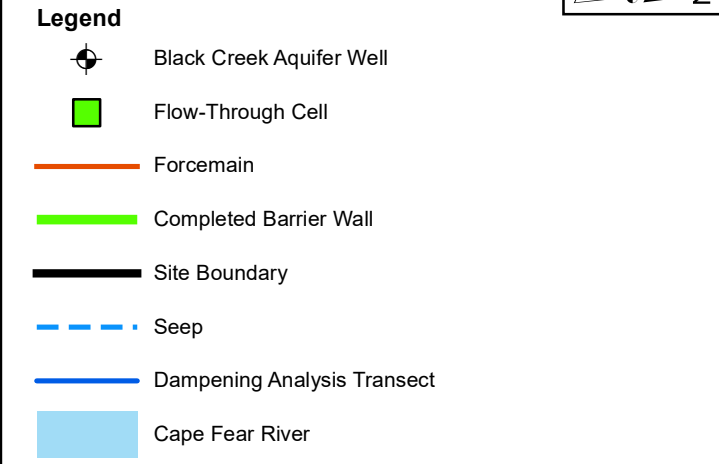 Legend
Black Creek Aquifer Well
Flow-Through Cell
Forcemain
Completed Barrier Wall
Site Boundary
Seep
Dampening Analysis Transect
Cape Fear River